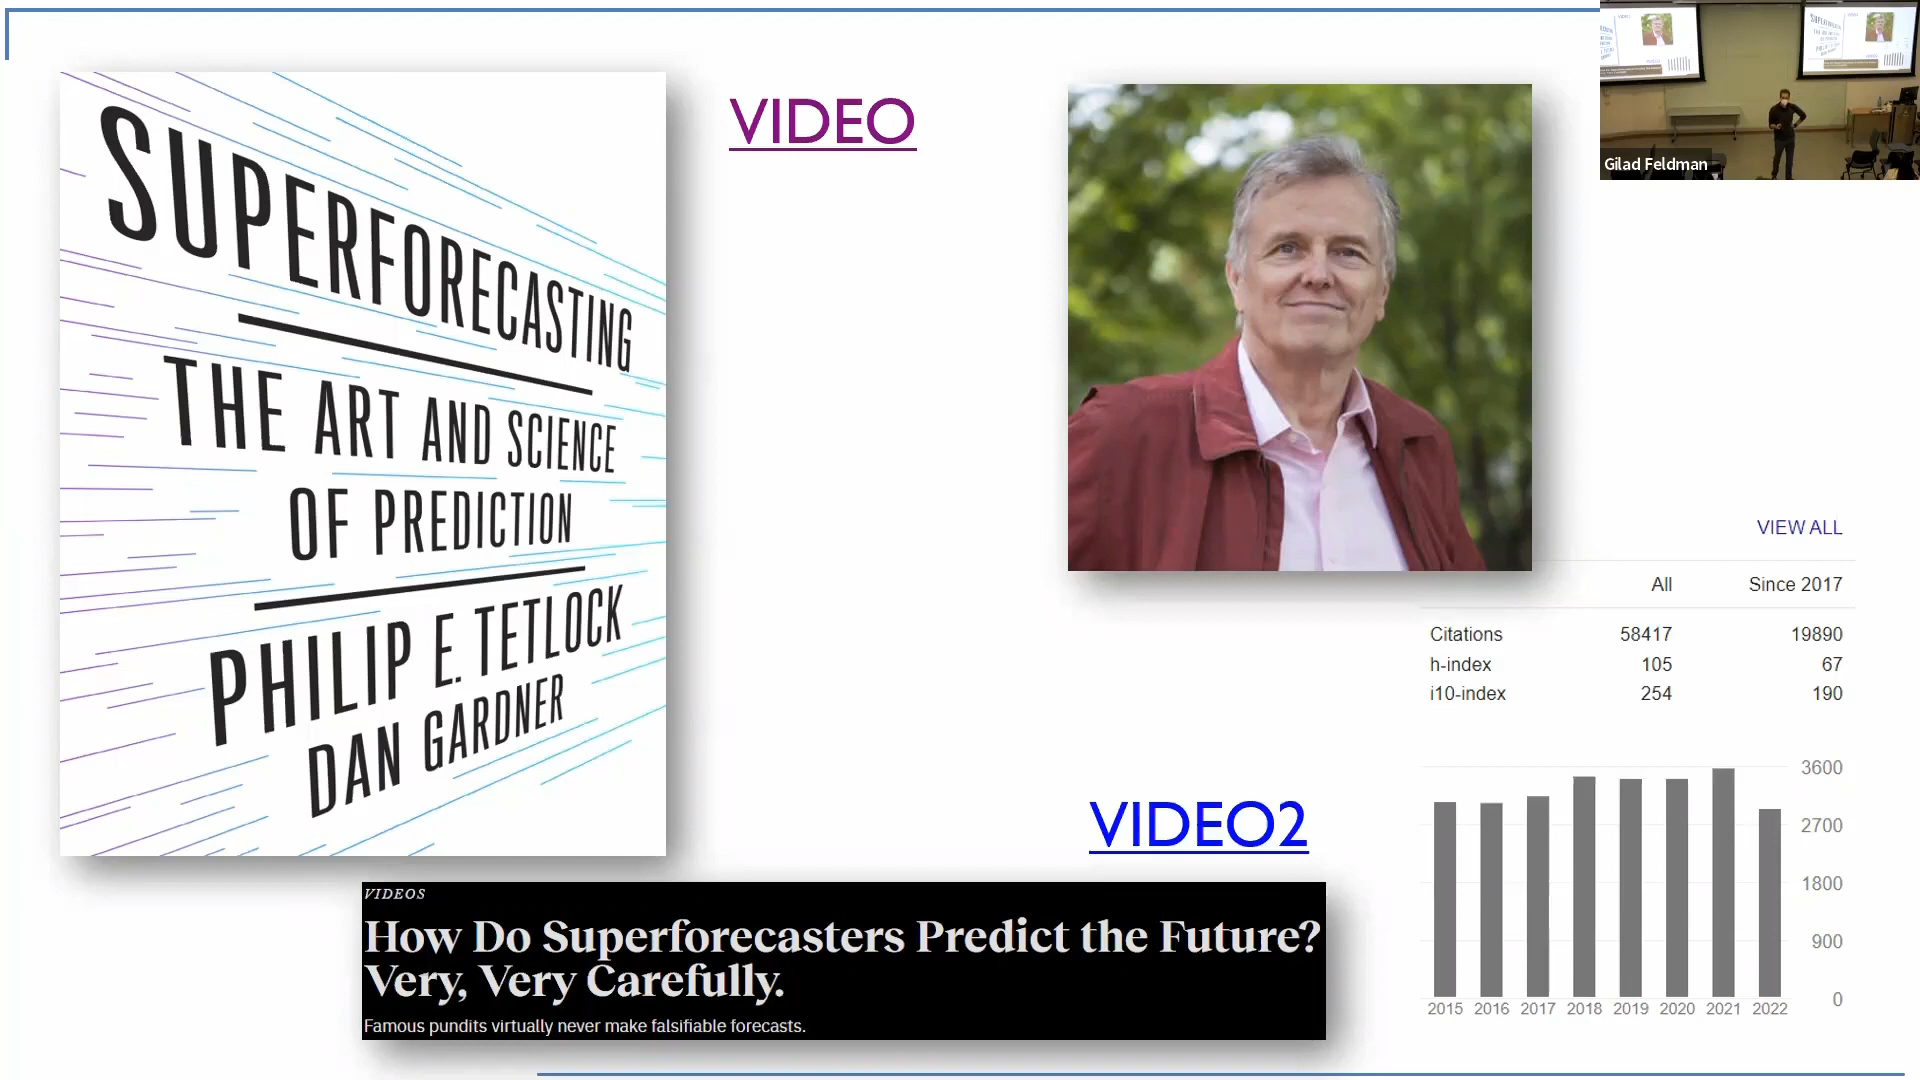 SUPERFORECASTING
THE ART AND SCIENCE
OF PREDICTION
PHILIP E. TETLOCK
DAN GARDNER
VIDEO
Gilad Feldman
VIEW ALL
All Since 2017
Citations 58417 19890
h-index 105 67
i10-index 254 190
3600
2700
1800
900
0
2015 2016 2017 2018 2019 2020 2021 2022
VIDEO2
VIDEOS
How Do Superforecasters Predict the Future?
Very, Very Carefully.
Famous pundits virtually never make falsifiable forecasts.